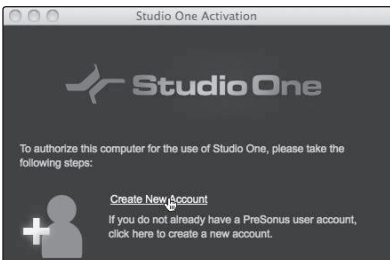 Studio One Activation
Studio One
To authorize this computer for the use of Studio One, please take the
following steps:
Create New Account
If you do not already have a PreSonus user account,
click here to create a new account.